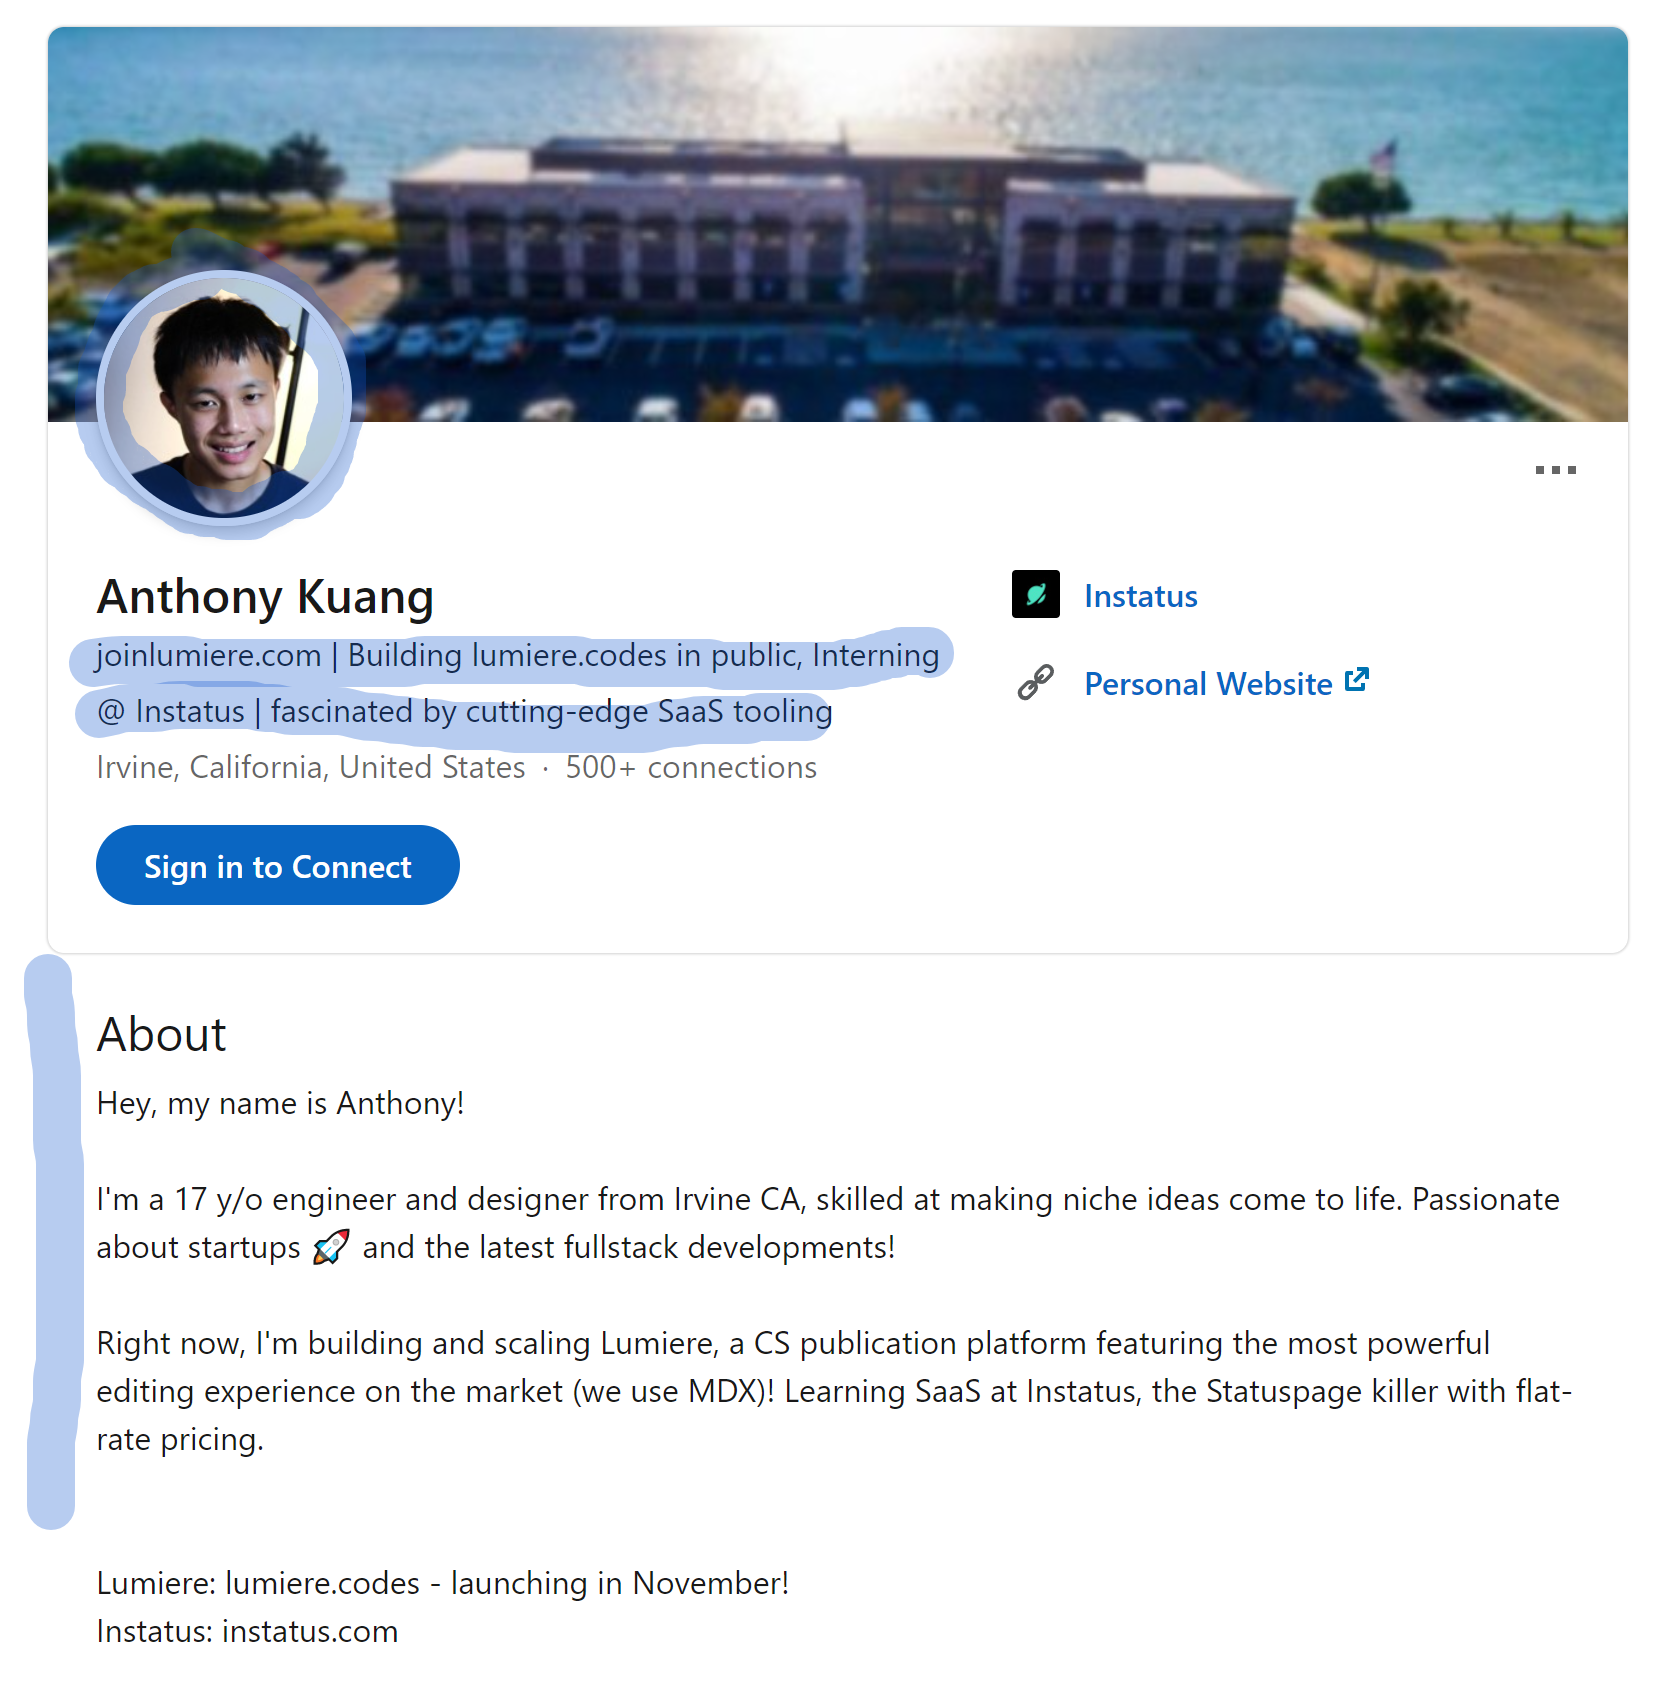 Anthony Kuang
joinlumiere.com | Building lumiere.codes in public, Interning
@ Instatus | fascinated by cutting-edge SaaS tooling
Irvine, California, United States · 500+ connections
Sign in to Connect
Instatus
Personal Website
About
Hey, my name is Anthony!
I'm a 17 y/o engineer and designer from Irvine CA, skilled at making niche ideas come to life. Passionate
about startups 🚀 and the latest fullstack developments!
Right now, I'm building and scaling Lumiere, a CS publication platform featuring the most powerful
editing experience on the market (we use MDX)! Learning SaaS at Instatus, the Statuspage killer with flat-
rate pricing.
Lumiere: lumiere.codes - launching in November!
Instatus: instatus.com